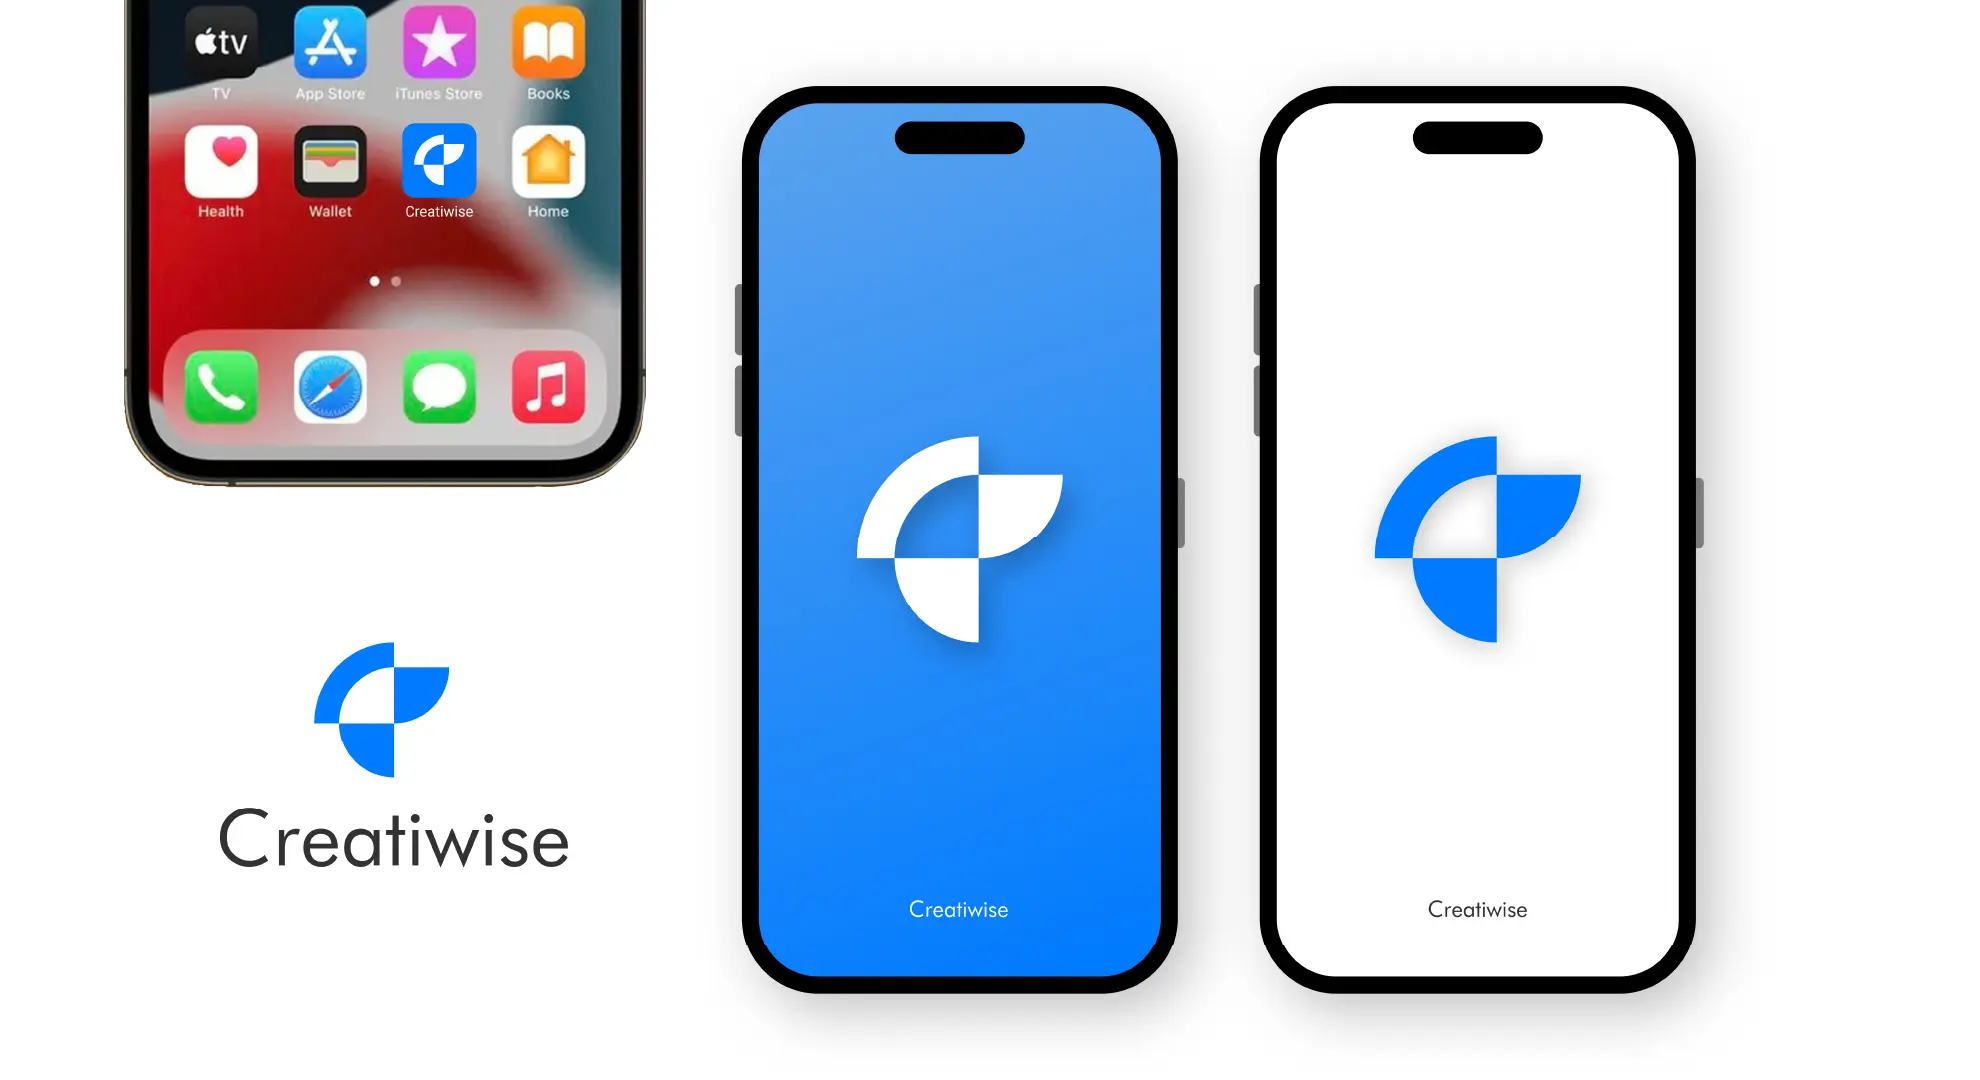 tv
TV
App Store
iTunes Store
Books
Health
Wallet
Creatiwise
Home
Creatiwise
Creatiwise
Creatiwise